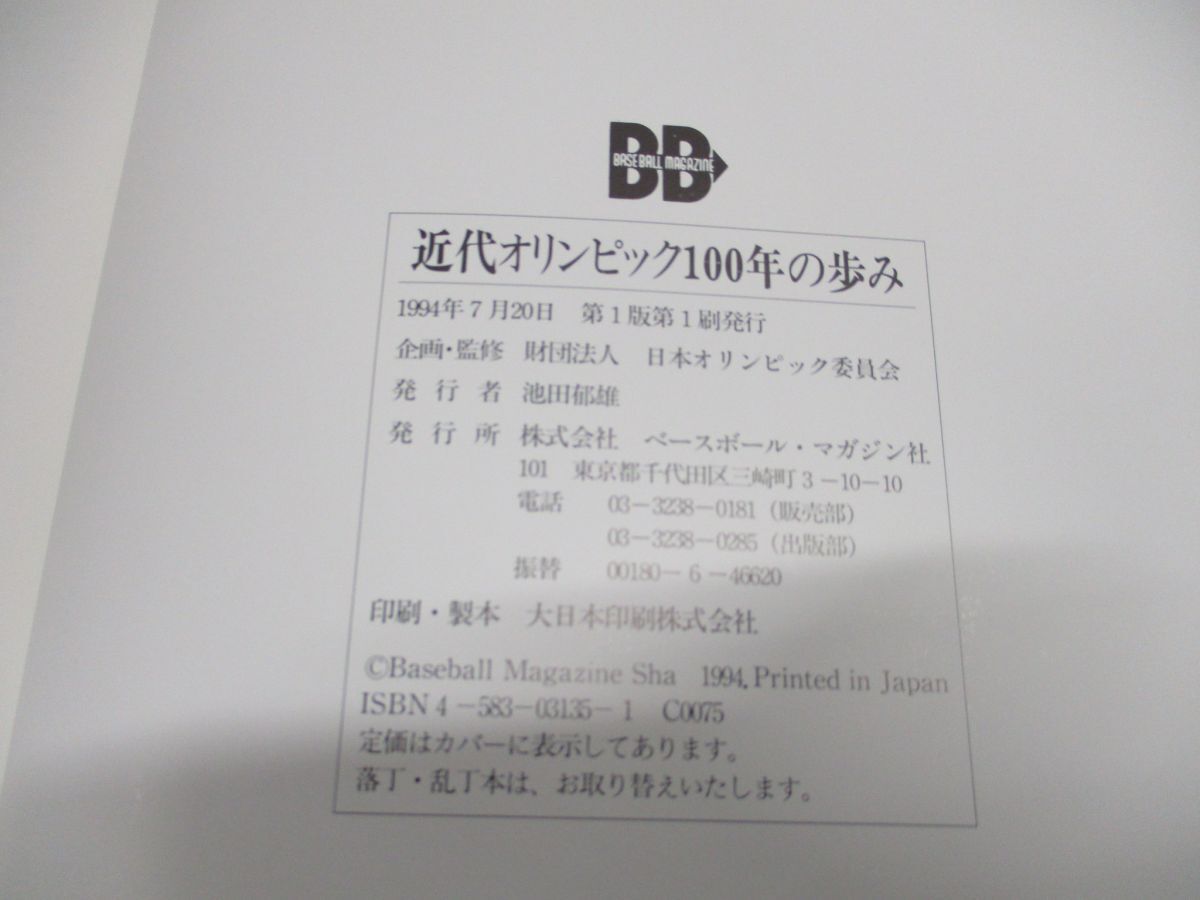 BB
BASEBALL MAGAZINE
近代オリンピック100年の歩み
1994年7月20日 第1版第1刷発行
企画・監修 財団法人 日本オリンピック委員会
発行者 池田郁雄
発行所 株式会社 ベースボール・マガジン社
101 東京都千代田区三崎町3-10-10
電話 03-3238-0181(販売部)
03-3238-0285(出版部)
振替 00180-6-46620
印刷・製本 大日本印刷株式会社
©Baseball Magazine Sha 1994. Printed in Japan
ISBN4-583-03135-1 C0075
定価はカバーに表示してあります。
落丁・乱丁本は、お取り替えいたします。